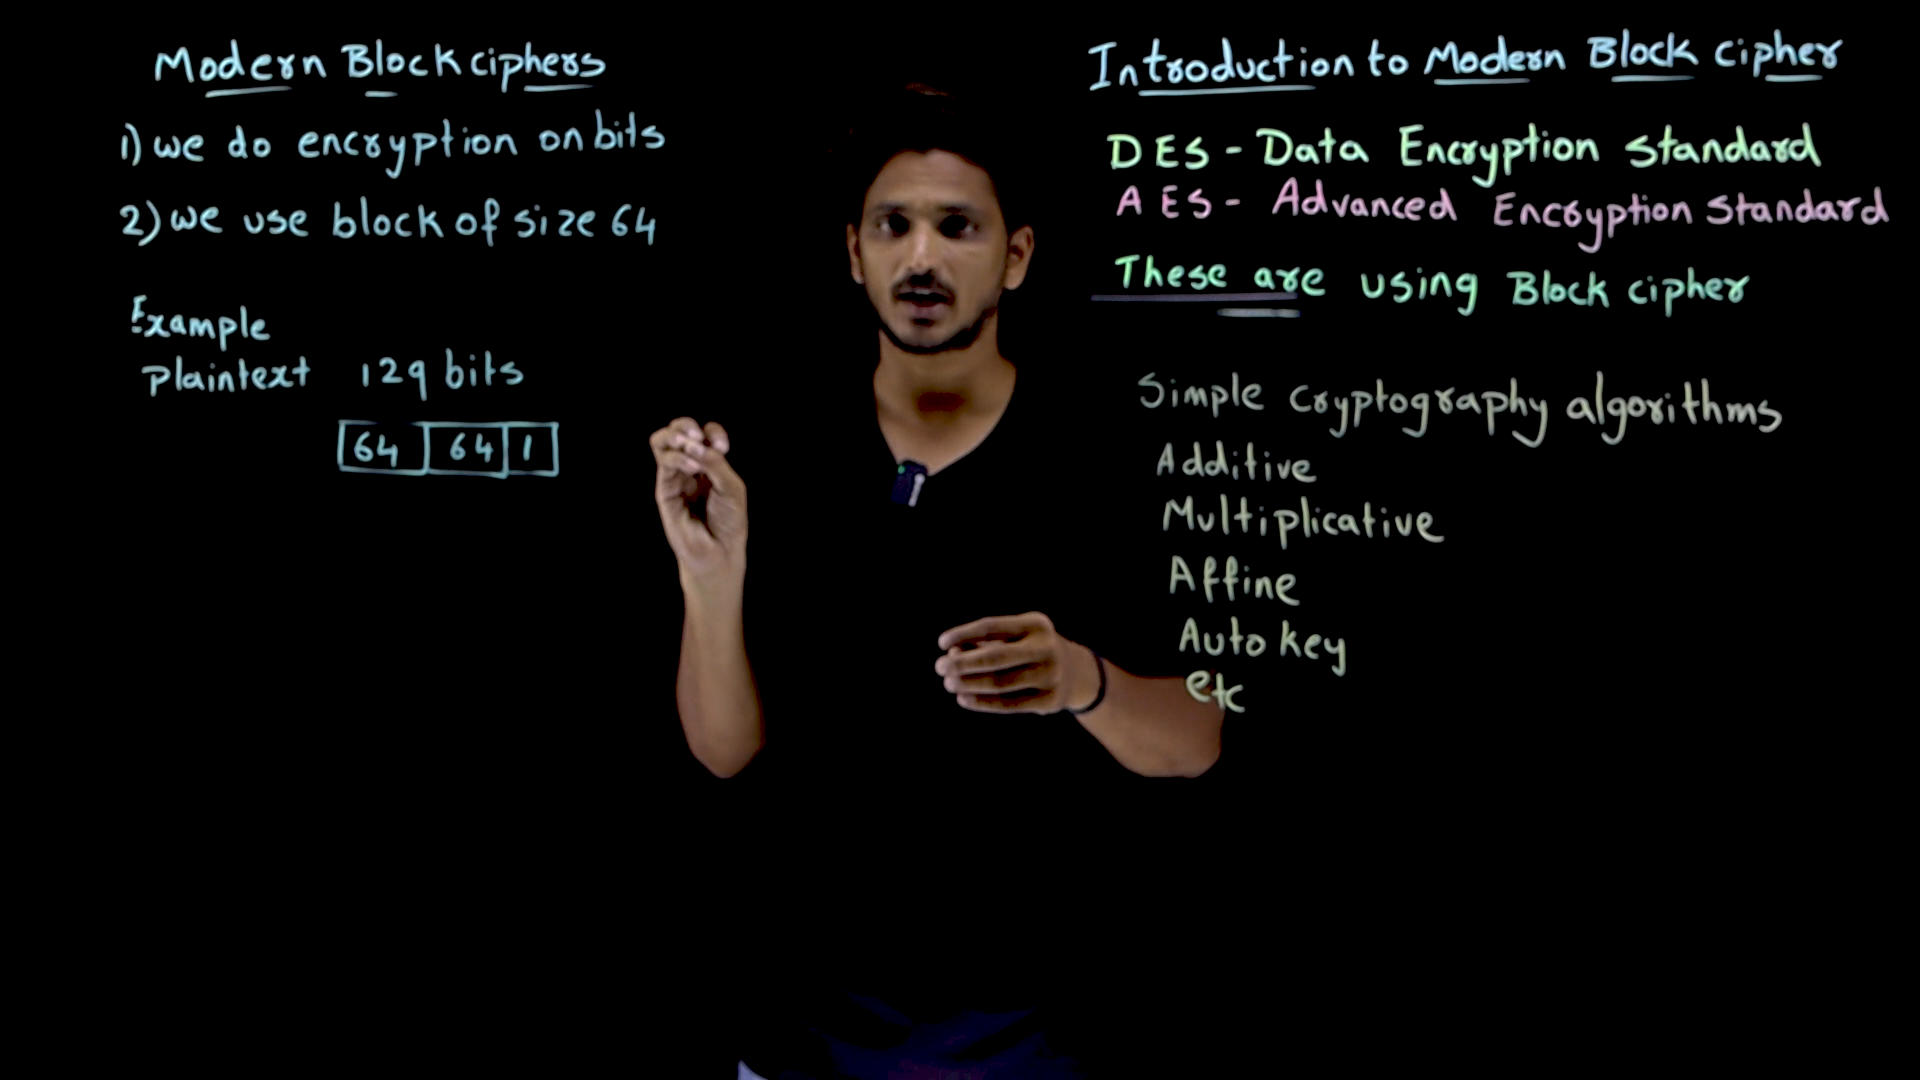 Modern Block ciphers
1) we do encryption on bits
2) we use block of size 64
Example
plaintext 129 bits
64 64 1
Introduction to Modern Block cipher
DES - Data Encryption Standard
AES - Advanced Encryption Standard
These are using Block cipher
Simple cryptography algorithms
Additive
Multiplicative
Affine
Auto key
etc